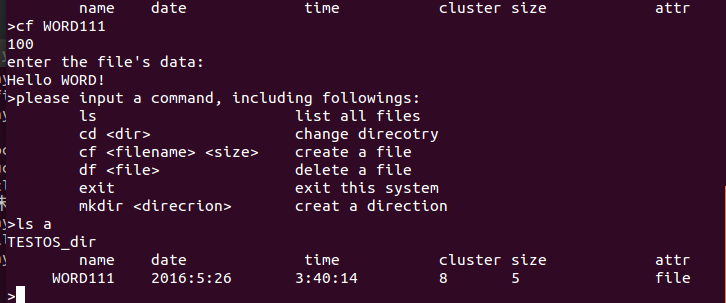 name date time cluster size attr
>cf WORD111
100
enter the file's data:
Hello WORD!
>please input a command, including followings:
ls list all files
cd <dir> change direcotry
cf <filename> <size> create a file
df <file> delete a file
exit exit this system
mkdir <direcrion> creat a direction
>ls a
TESTOS_dir
name date time cluster size attr
WORD111 2016:5:26 3:40:14 8 5 file
>